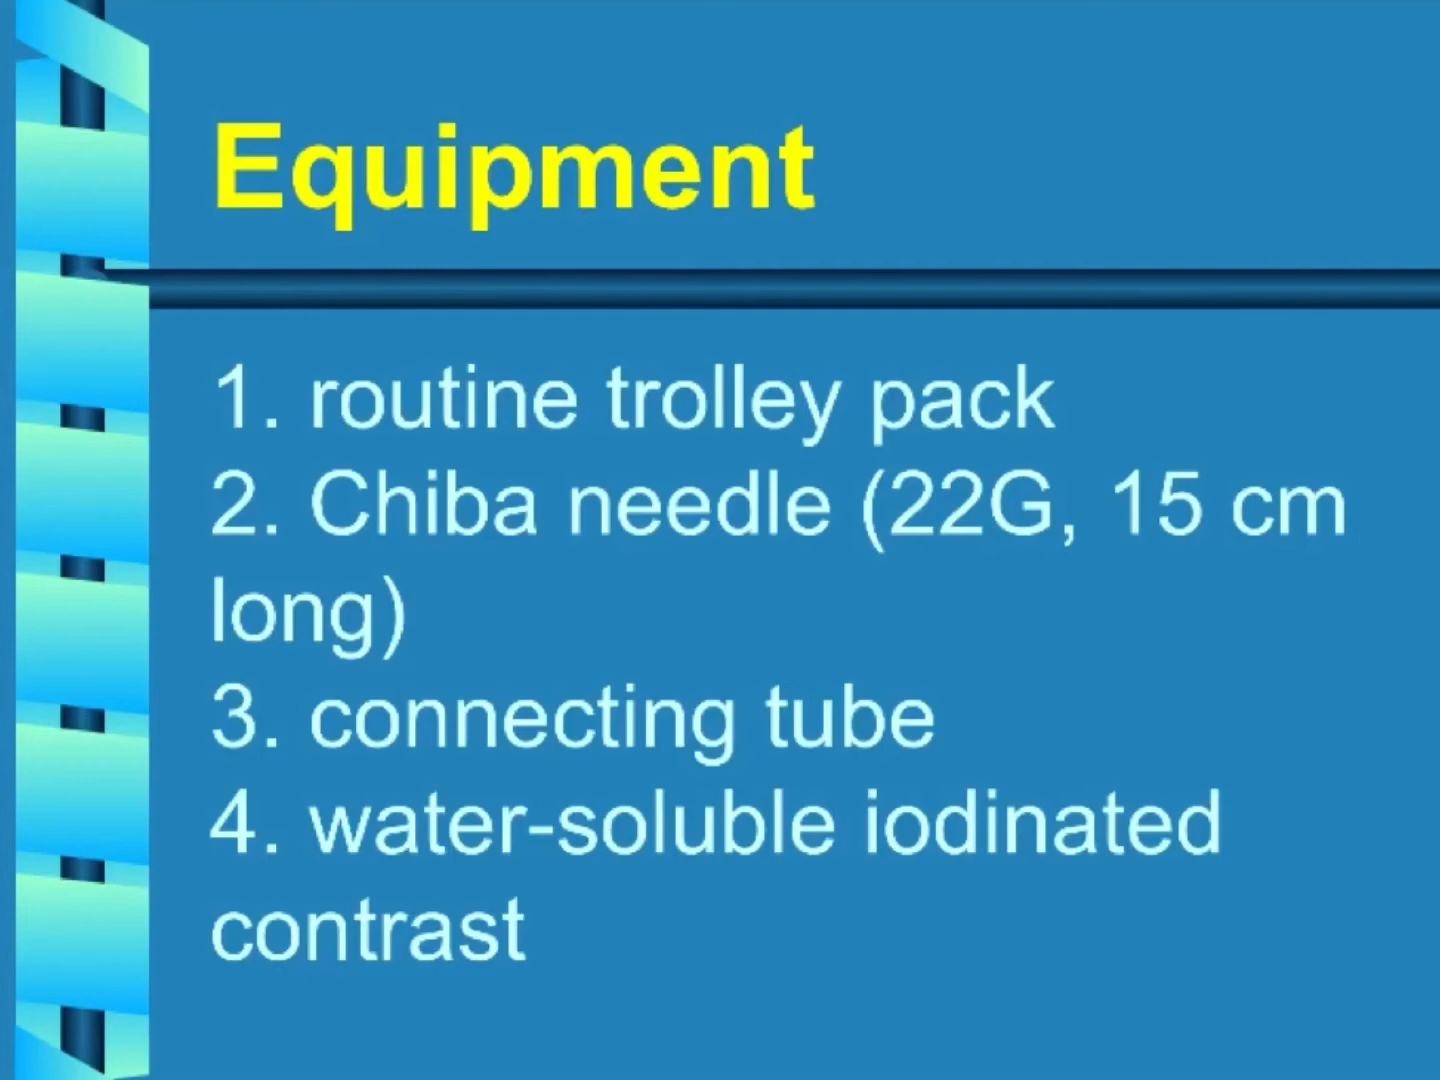 Equipment
1. routine trolley pack
2. Chiba needle (22G, 15 cm
long)
3. connecting tube
4. water-soluble iodinated
contrast